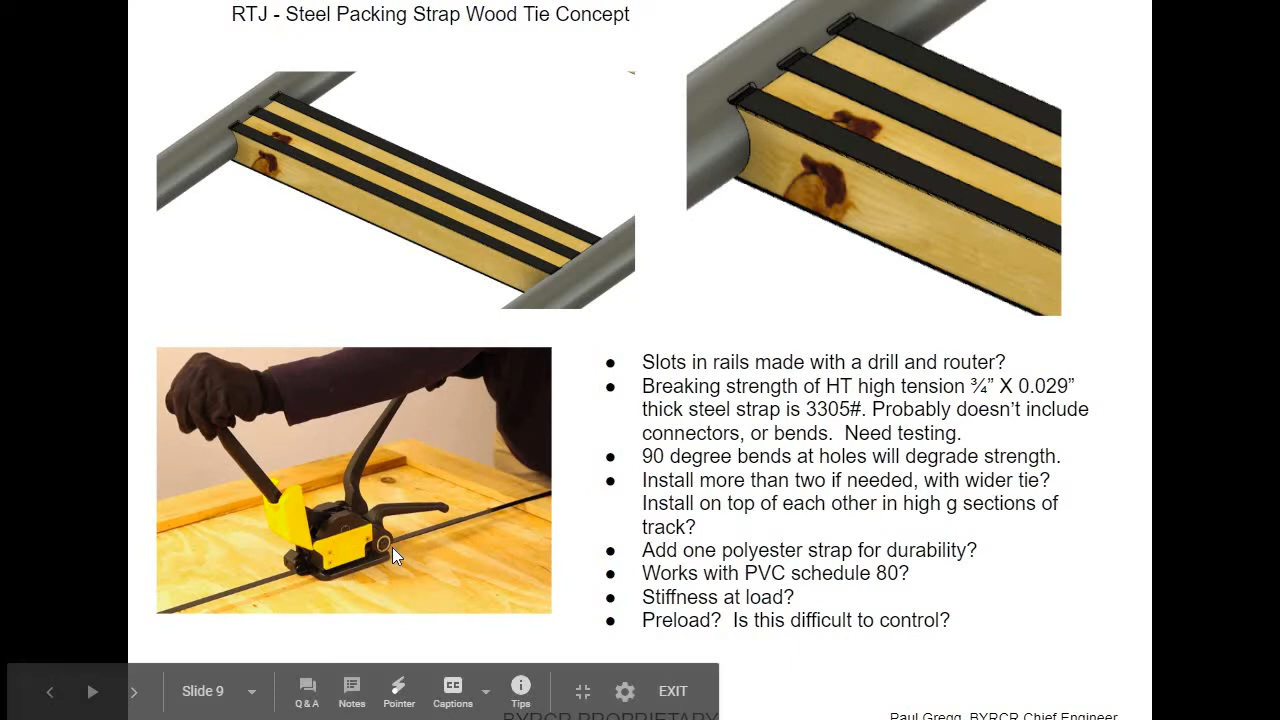 RTJ - Steel Packing Strap Wood Tie Concept
● Slots in rails made with a drill and router?
● Breaking strength of HT high tension ¾” X 0.029”
thick steel strap is 3305#. Probably doesn’t include
connectors, or bends.  Need testing.
● 90 degree bends at holes will degrade strength.
● Install more than two if needed, with wider tie?
Install on top of each other in high g sections of
track?
● Add one polyester strap for durability?
● Works with PVC schedule 80?
● Stiffness at load?
● Preload?  Is this difficult to control?
Slide 9
Q & A
Notes
Pointer
Captions
Tips
EXIT
BYRCR PROPRIETARY
Paul Gregg, BYRCR Chief Engineer